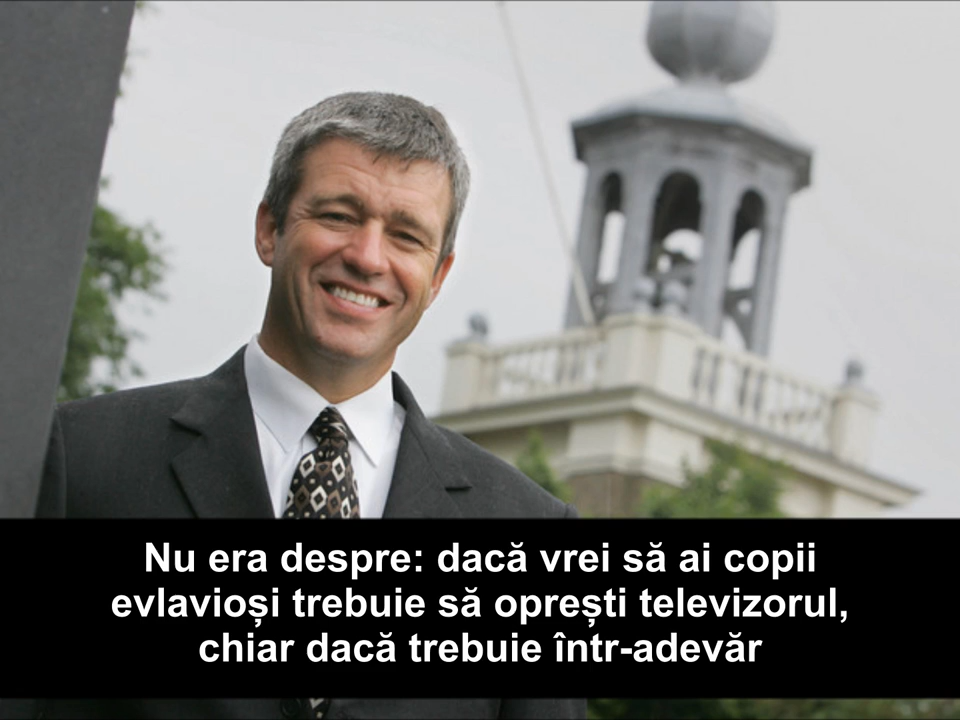 Nu era despre: dacă vrei să ai copii
evlavioși trebuie să oprești televizorul,
chiar dacă trebuie într-adevăr